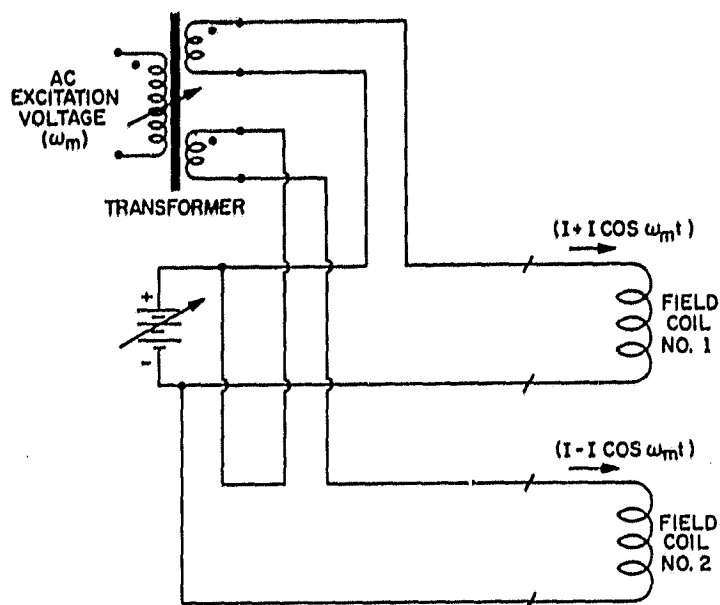 AC
EXCITATION
VOLTAGE
(ωm)
TRANSFORMER
+
-
(I + I COS ωmt)
FIELD
COIL
NO. 1
(I - I COS ωmt)
FIELD
COIL
NO. 2